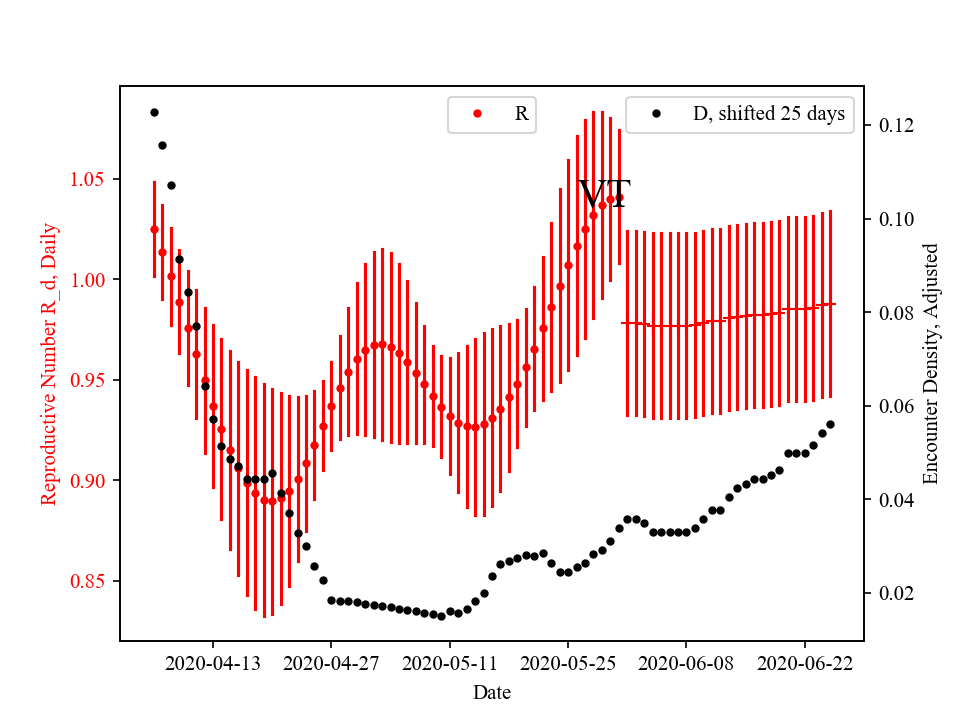 R
D, shifted 25 days
VT
Reproductive Number R_d, Daily
1.05
1.00
0.95
0.90
0.85
0.12
0.10
0.08
0.06
0.04
0.02
Encounter Density, Adjusted
2020-04-13
2020-04-27
2020-05-11
2020-05-25
2020-06-08
2020-06-22
Date